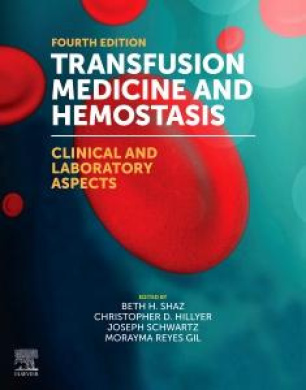 FOURTH EDITION
TRANSFUSION
MEDICINE AND
HEMOSTASIS
CLINICAL AND
LABORATORY
ASPECTS
EDITED BY
BETH H. SHAZ
CHRISTOPHER D. HILLYER
JOSEPH SCHWARTZ
MORAYMA REYES GIL
ELSEVIER